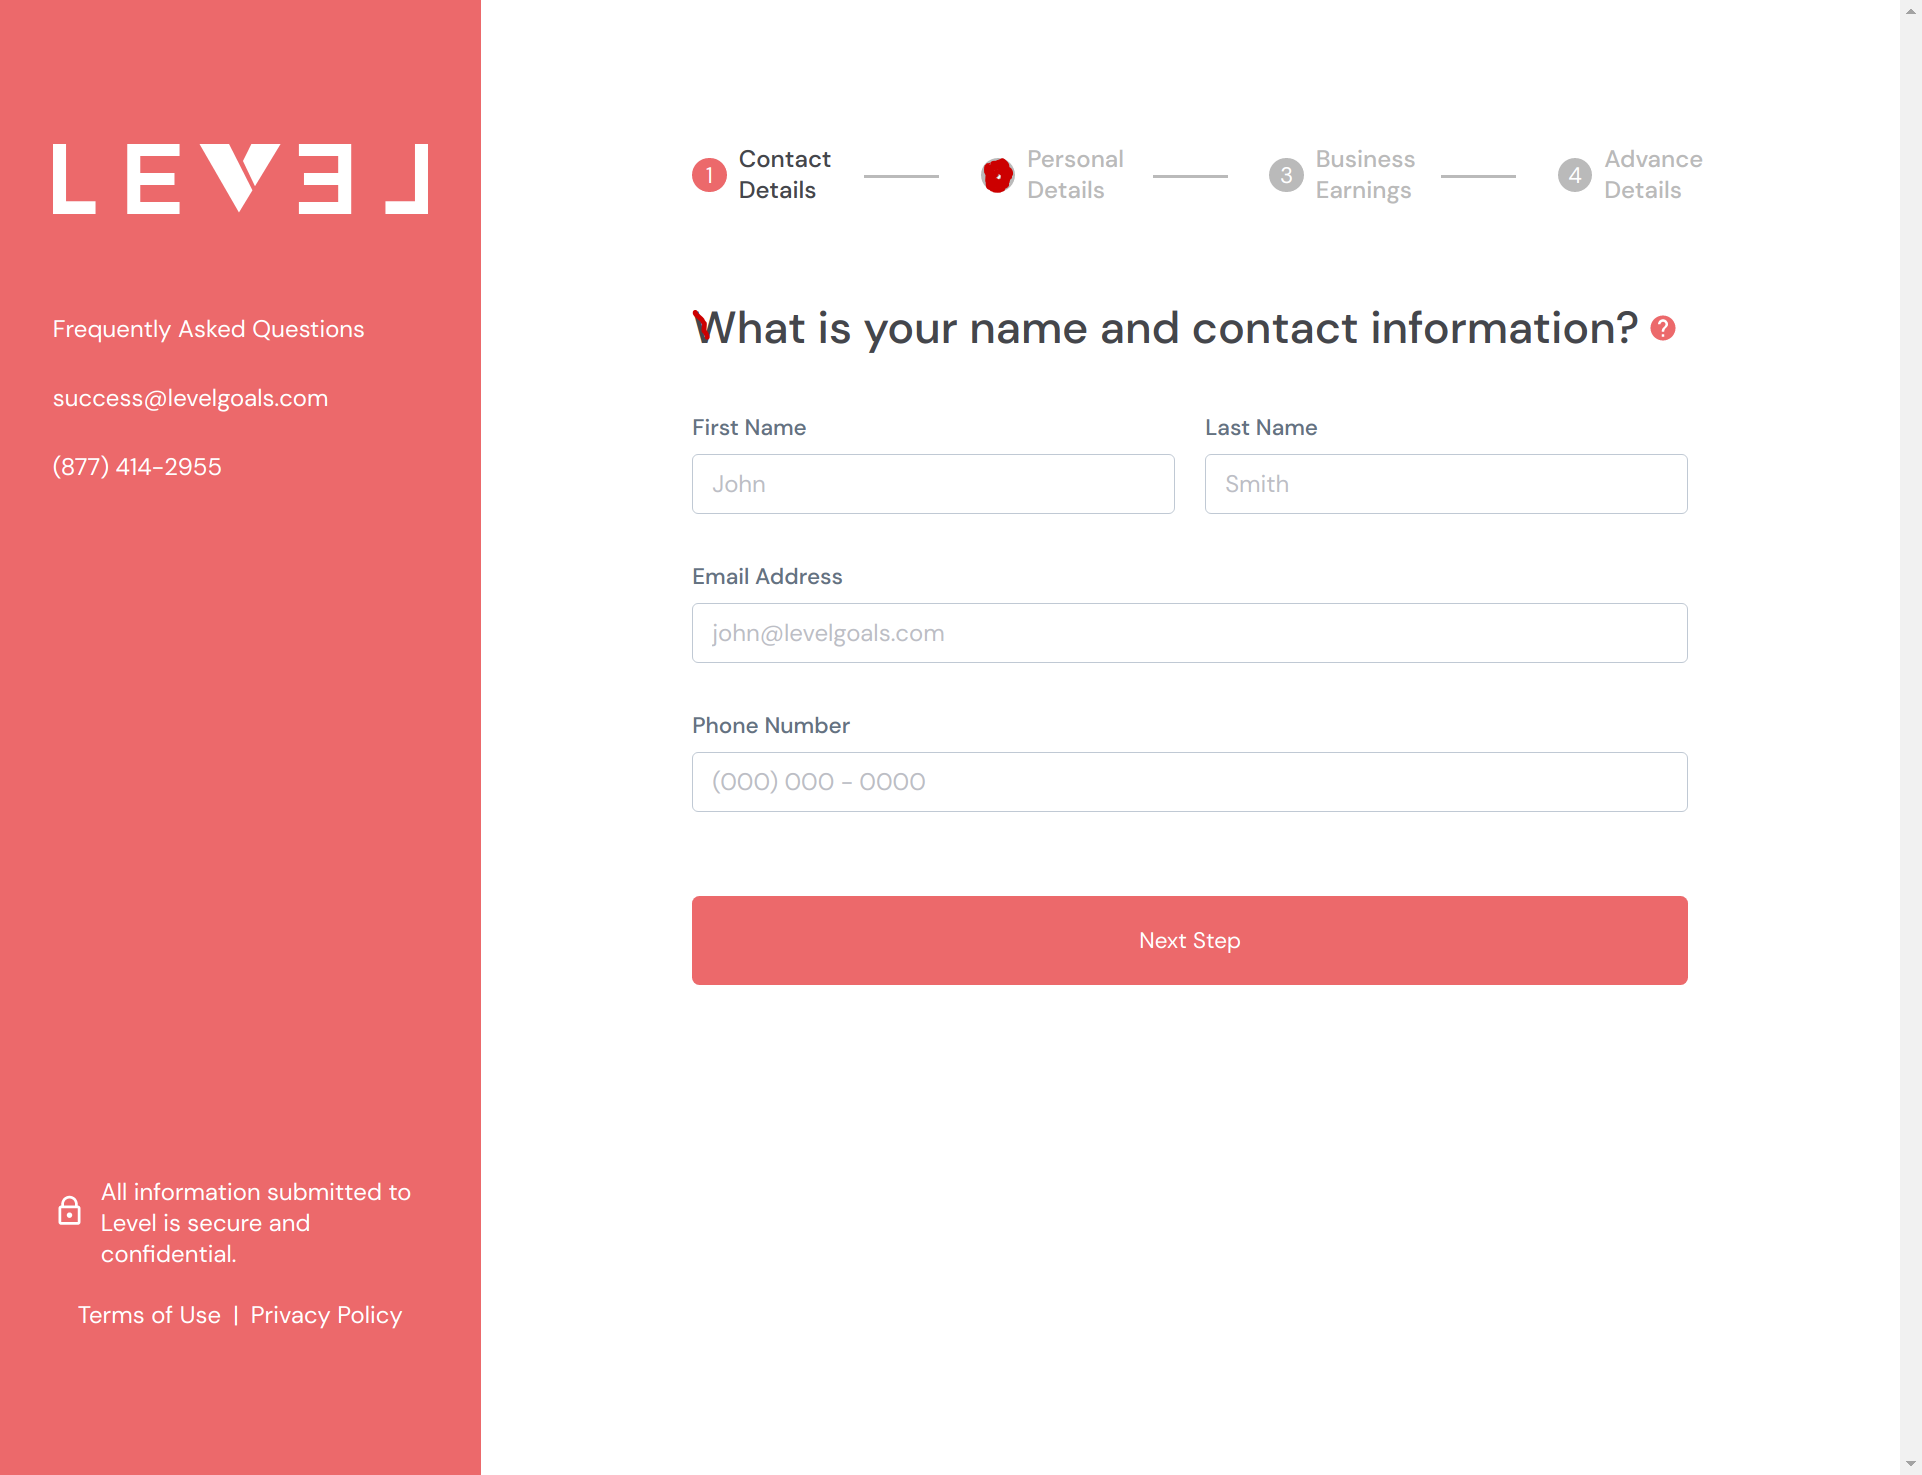 LEVEL
Frequently Asked Questions
success@levelgoals.com
(877) 414-2955
All information submitted to
Level is secure and
confidential.
Terms of Use | Privacy Policy
1 Contact
Details
Personal
Details
3 Business
Earnings
4 Advance
Details
What is your name and contact information? ?
First Name
Last Name
John
Smith
Email Address
john@levelgoals.com
Phone Number
(000) 000 - 0000
Next Step